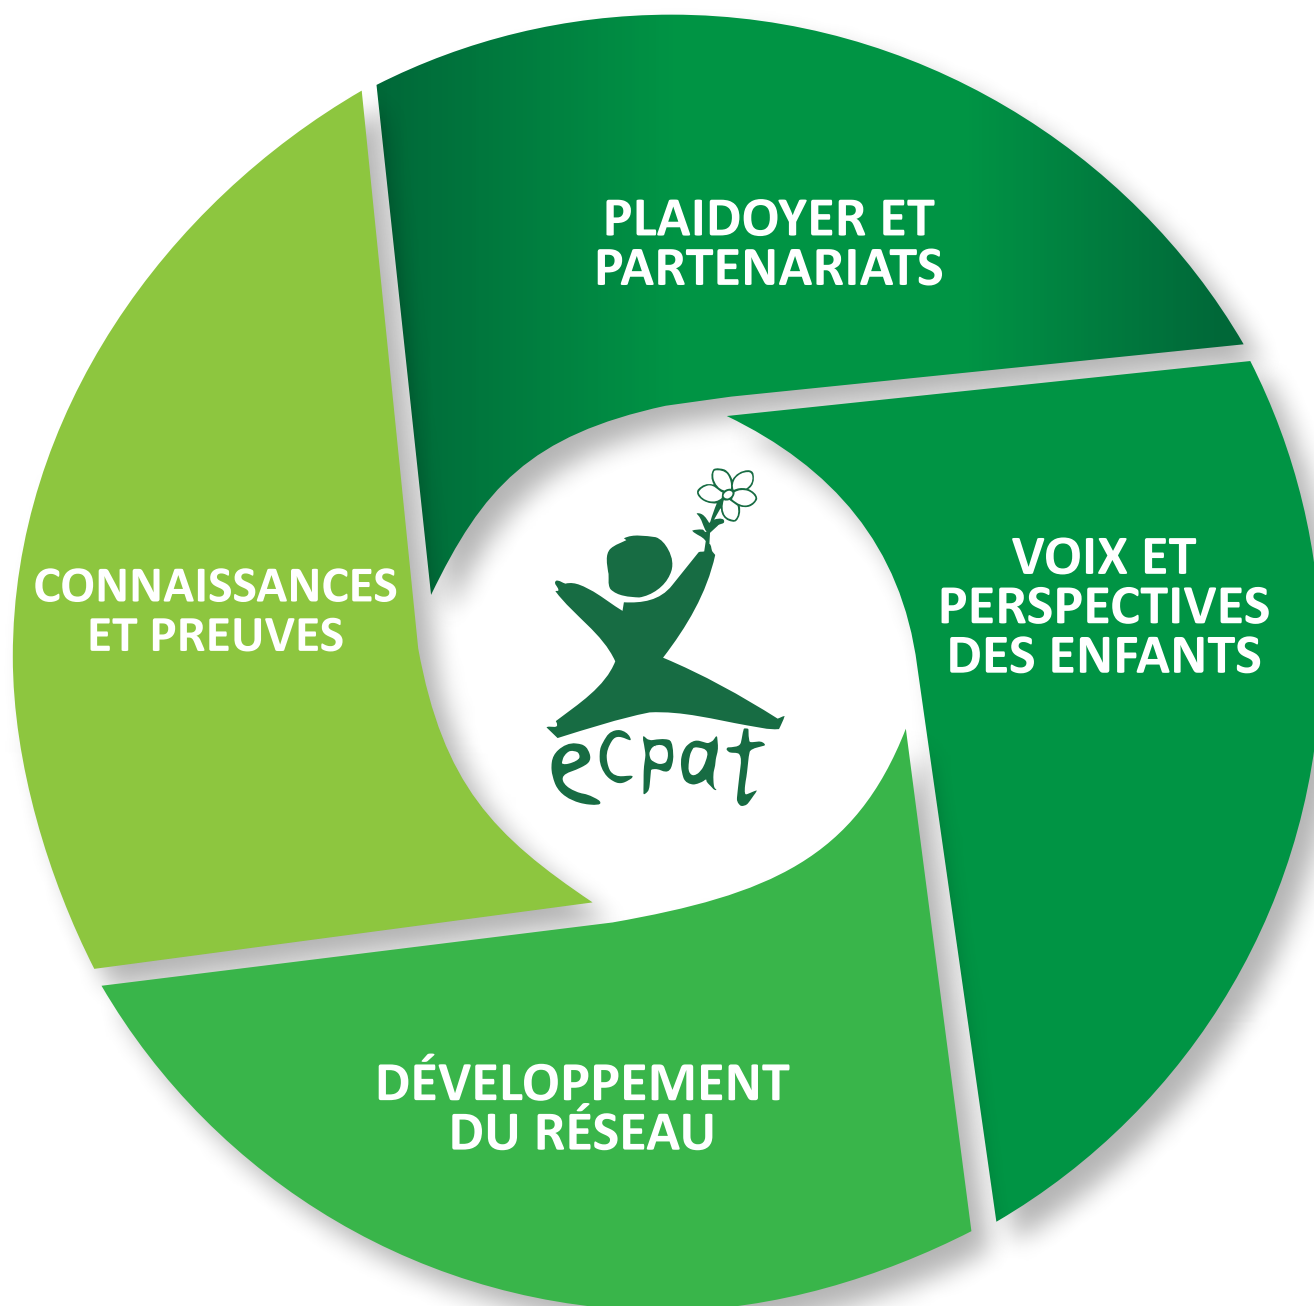 PLAIDOYER ET
PARTENARIATS
VOIX ET
PERSPECTIVES
DES ENFANTS
CONNAISSANCES
ET PREUVES
ecpat
DÉVELOPPEMENT
DU RÉSEAU